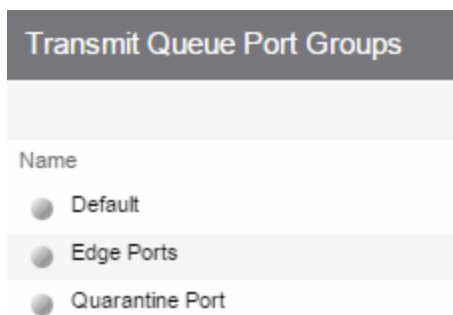 Transmit Queue Port Groups
Name
Default
Edge Ports
Quarantine Port